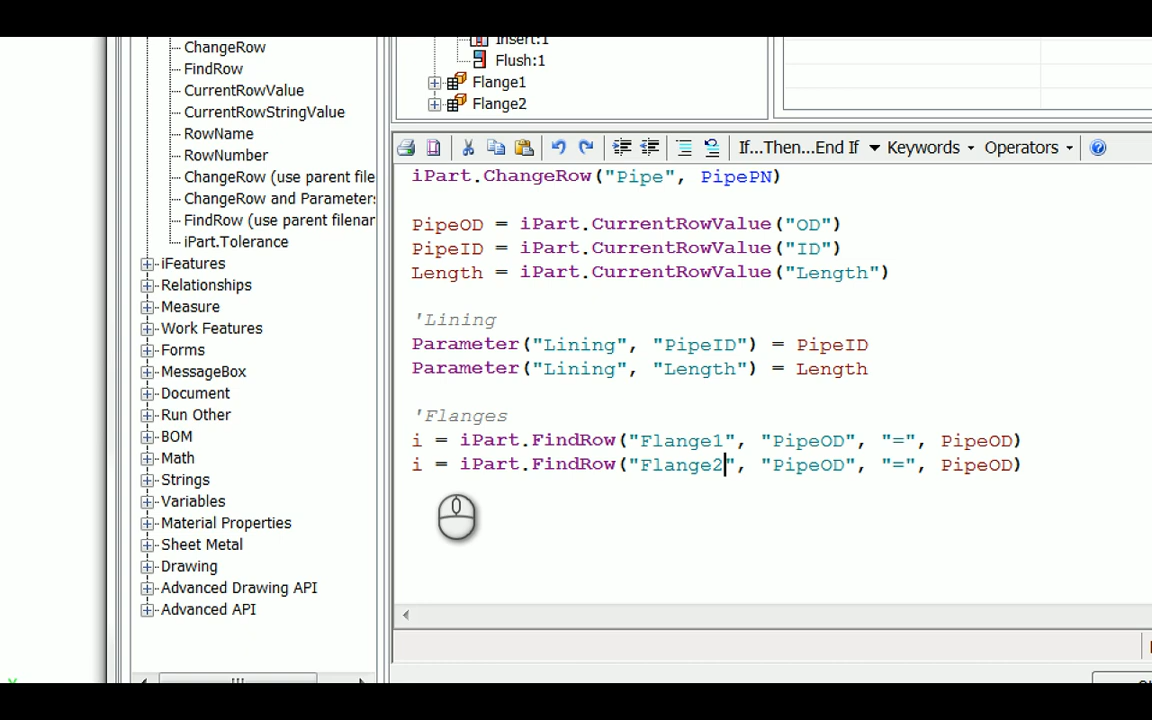 ChangeRow
FindRow
CurrentRowValue
CurrentRowStringValue
RowName
RowNumber
ChangeRow (use parent file
ChangeRow and Parameters
FindRow (use parent filenar
iPart.Tolerance
iFeatures
Relationships
Measure
Work Features
Forms
MessageBox
Document
Run Other
BOM
Math
Strings
Variables
Material Properties
Sheet Metal
Drawing
Advanced Drawing API
Advanced API
Insert:1
Flush:1
Flange1
Flange2
If...Then...End If Keywords Operators
iPart.ChangeRow("Pipe", PipePN)
PipeOD = iPart.CurrentRowValue("OD")
PipeID = iPart.CurrentRowValue("ID")
Length = iPart.CurrentRowValue("Length")
'Lining
Parameter("Lining", "PipeID") = PipeID
Parameter("Lining", "Length") = Length
'Flanges
i = iPart.FindRow("Flange1", "PipeOD", "=", PipeOD)
i = iPart.FindRow("Flange2", "PipeOD", "=", PipeOD)